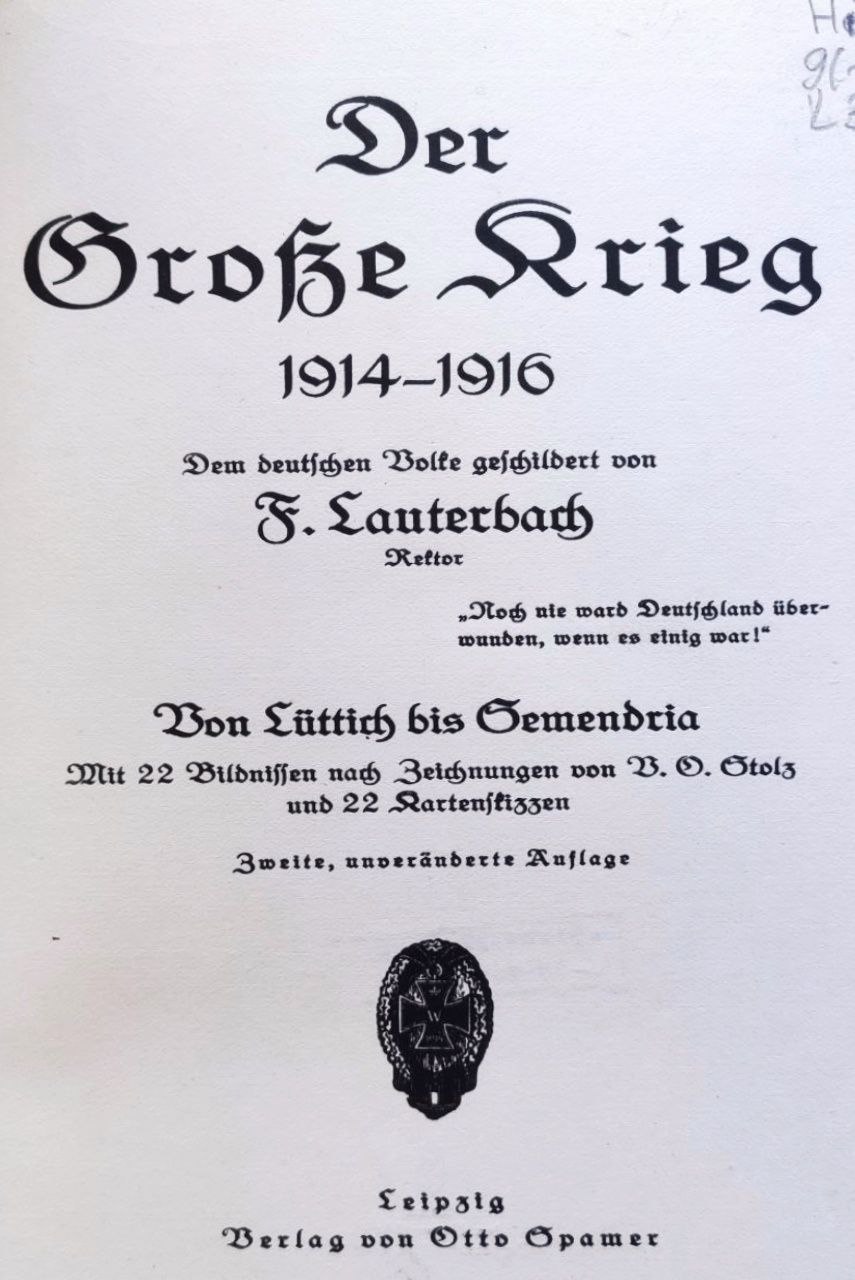 Der
Große Krieg
1914–1916
Dem deutschen Volke geschildert von
F. Lauterbach
Rektor
„Noch nie ward Deutschland über-
wunden, wenn es einig war!“
Von Lüttich bis Semendria
Mit 22 Bildnissen nach Zeichnungen von V. O. Stolz
und 22 Kartenskizzen
Zweite, unveränderte Auflage
W
Leipzig
Verlag von Otto Spamer